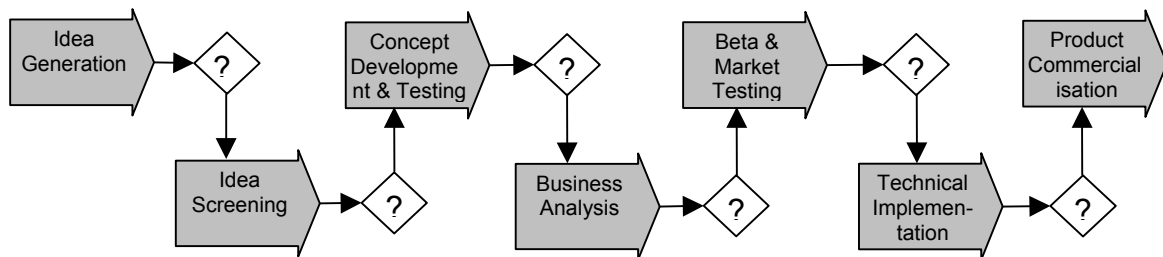 Idea
Generation
?
Idea
Screening
?
Concept
Developme
nt & Testing
?
Business
Analysis
?
Beta &
Market
Testing
?
Technical
Implemen-
tation
?
Product
Commercial
isation